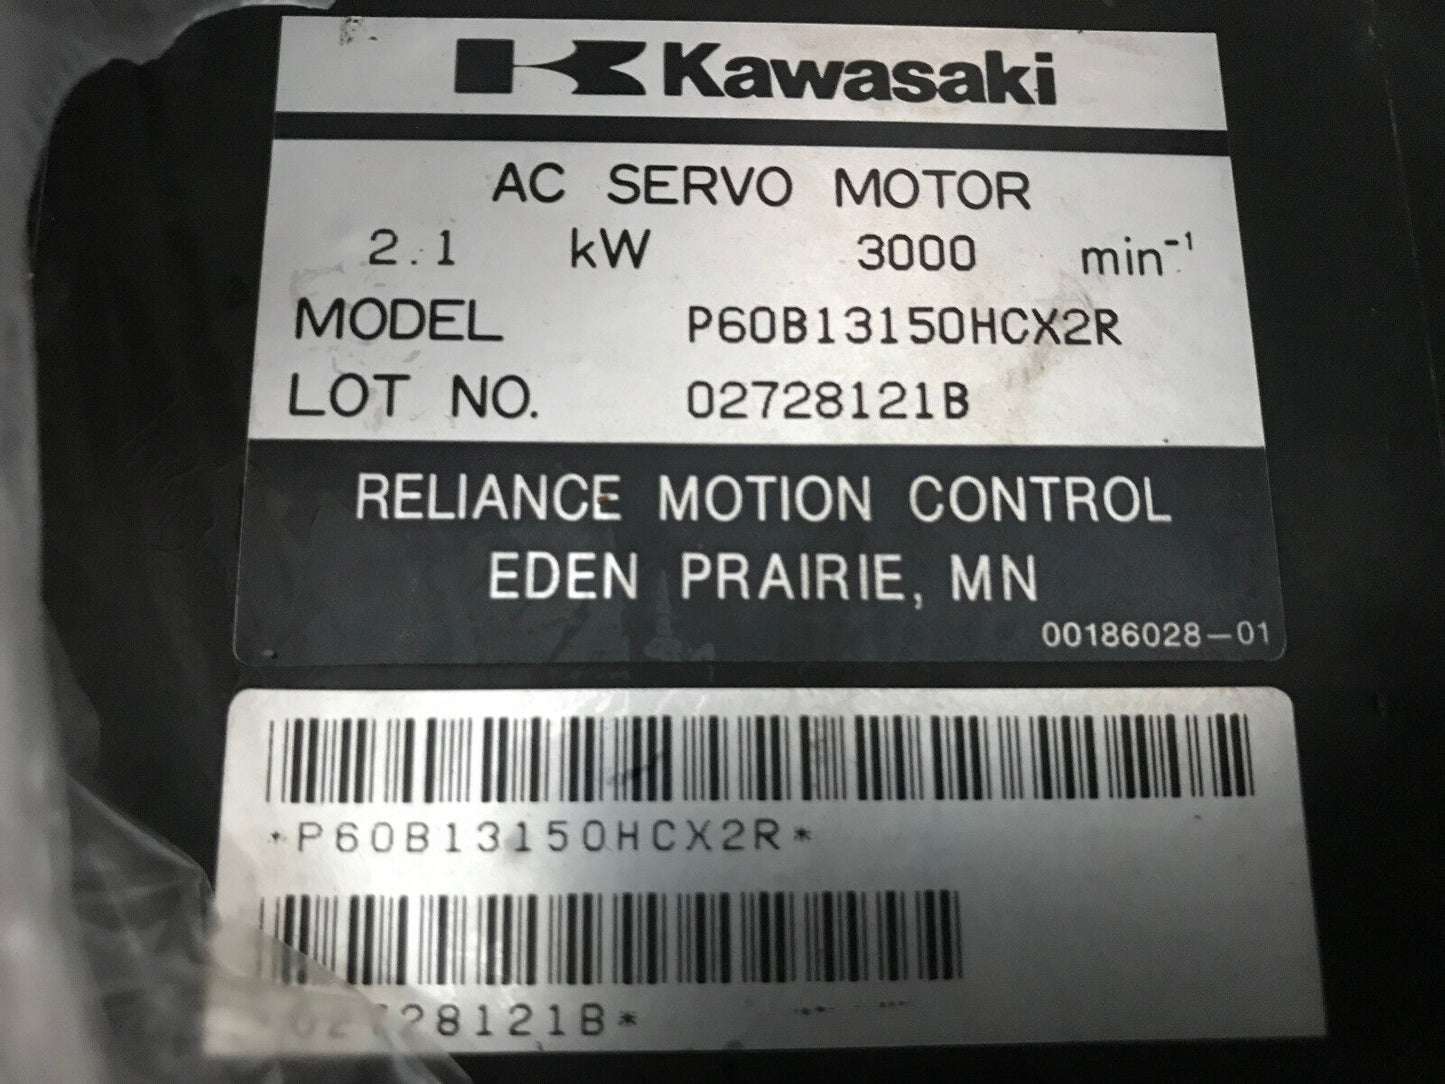 Kawasaki
AC SERVO MOTOR
2.1 kW 3000 min⁻¹
MODEL P60B13150HCX2R
LOT NO. 02728121B
RELIANCE MOTION CONTROL
EDEN PRAIRIE, MN
00186028-01
*P60B13150HCX2R*
02728121B*